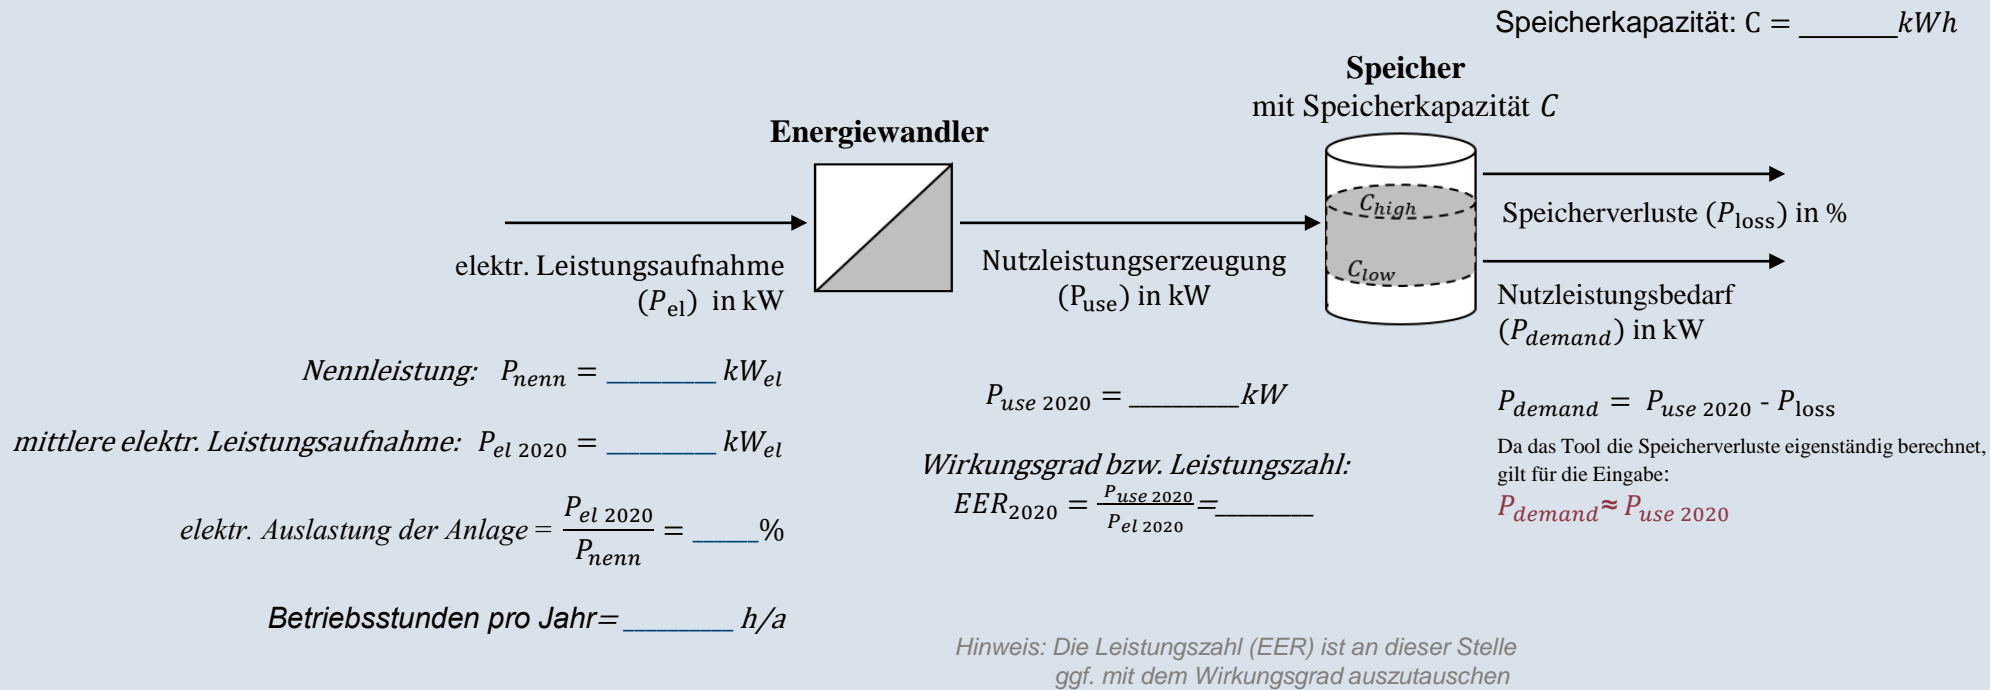 Speicherkapazität: C = _______kWh
Speicher
mit Speicherkapazität C
Energiewandler
C_high
C_low
elektr. Leistungsaufnahme
(P_el) in kW
Nutzleistungserzeugung
(P_use) in kW
Speicherverluste (P_loss) in %
Nutzleistungsbedarf
(P_demand) in kW
Nennleistung: P_nenn = ________ kW_el
mittlere elektr. Leistungsaufnahme: P_el 2020 = ________ kW_el
elektr. Auslastung der Anlage = P_el 2020 / P_nenn = _____%
Betriebsstunden pro Jahr= ________ h/a
P_use 2020 = ________kW
Wirkungsgrad bzw. Leistungszahl:
EER_2020 = P_use 2020 / P_el 2020 =________
P_demand = P_use 2020 - P_loss
Da das Tool die Speicherverluste eigenständig berechnet,
gilt für die Eingabe:
P_demand ≈ P_use 2020
Hinweis: Die Leistungszahl (EER) ist an dieser Stelle
ggf. mit dem Wirkungsgrad auszutauschen